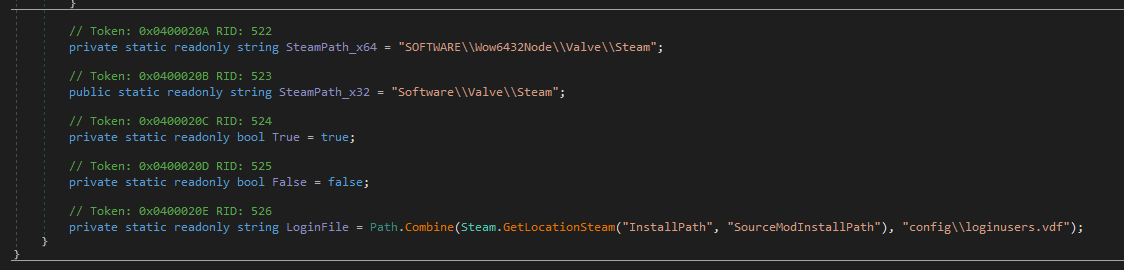 }
// Token: 0x0400020A RID: 522
private static readonly string SteamPath_x64 = "SOFTWARE\\Wow6432Node\\Valve\\Steam";
// Token: 0x0400020B RID: 523
public static readonly string SteamPath_x32 = "Software\\Valve\\Steam";
// Token: 0x0400020C RID: 524
private static readonly bool True = true;
// Token: 0x0400020D RID: 525
private static readonly bool False = false;
// Token: 0x0400020E RID: 526
private static readonly string LoginFile = Path.Combine(Steam.GetLocationSteam("InstallPath", "SourceModInstallPath"), "config\\loginusers.vdf");
}
}